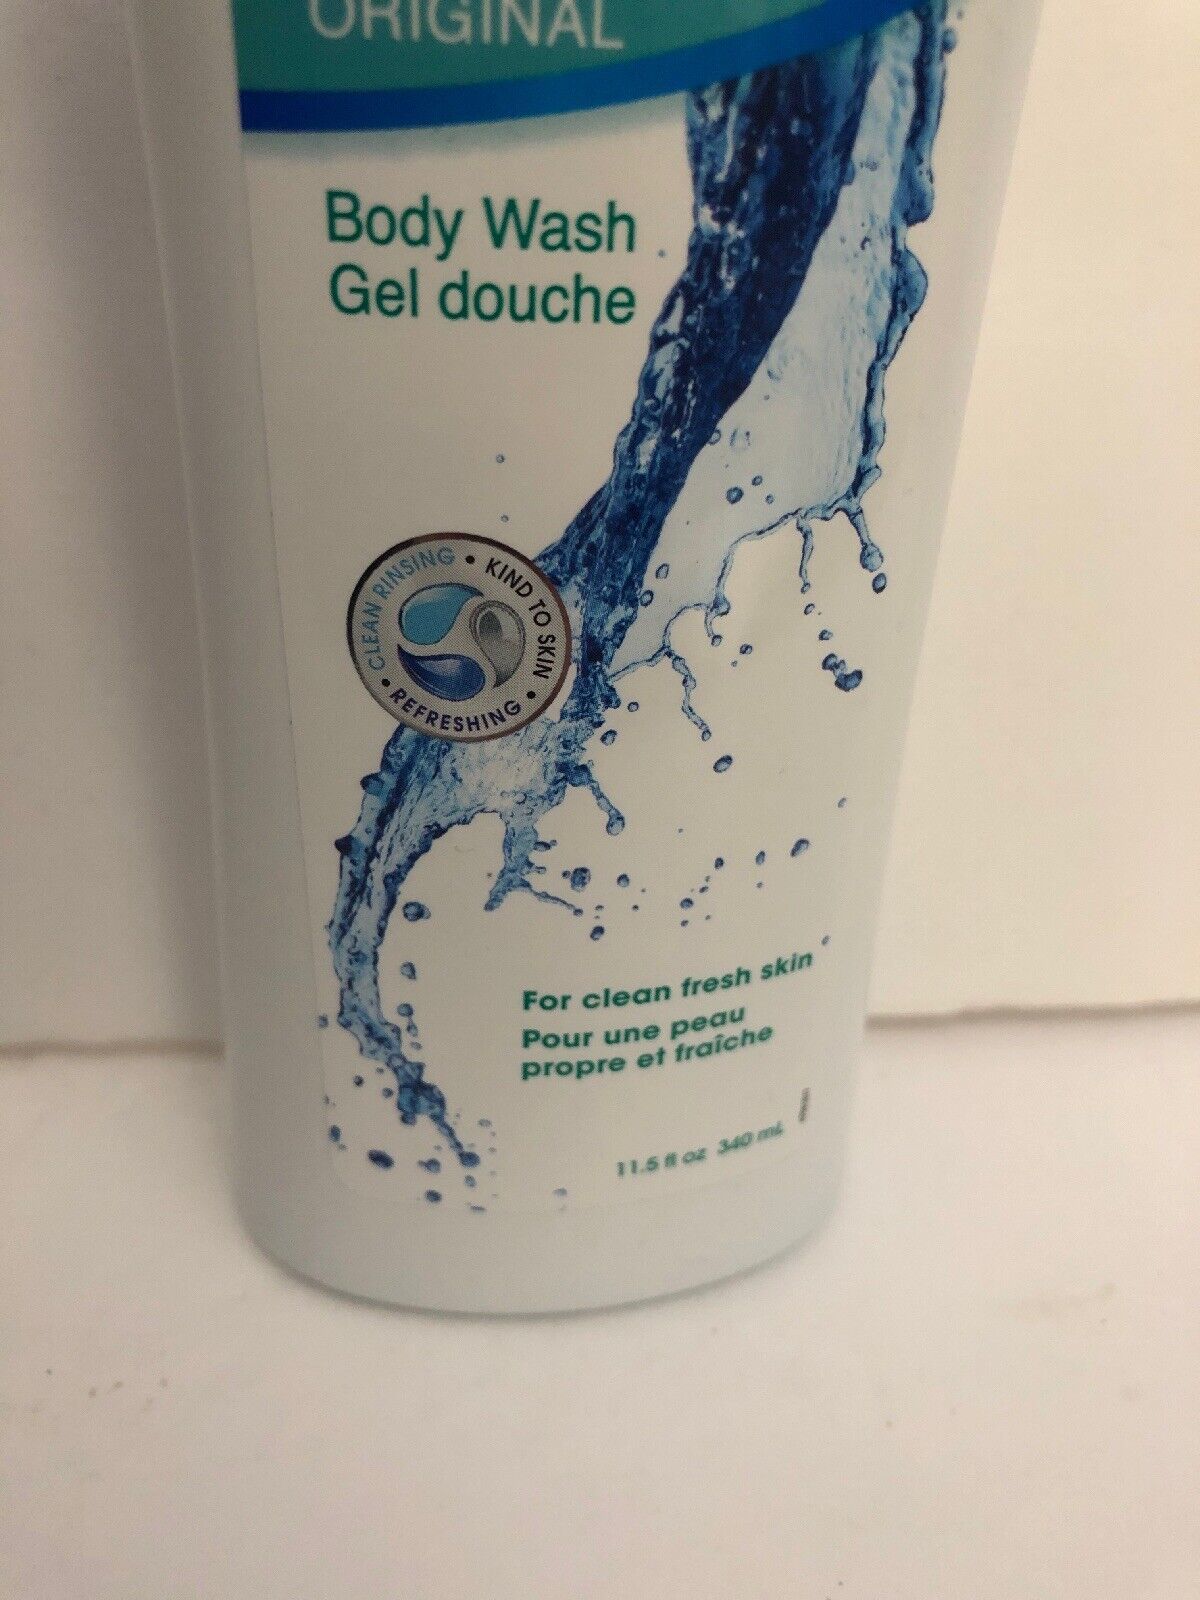 ORIGINAL
Body Wash
Gel douche
CLEAN RINSING • KIND TO SKIN • REFRESHING •
For clean fresh skin
Pour une peau
propre et fraîche
11.5 fl oz 340 mL